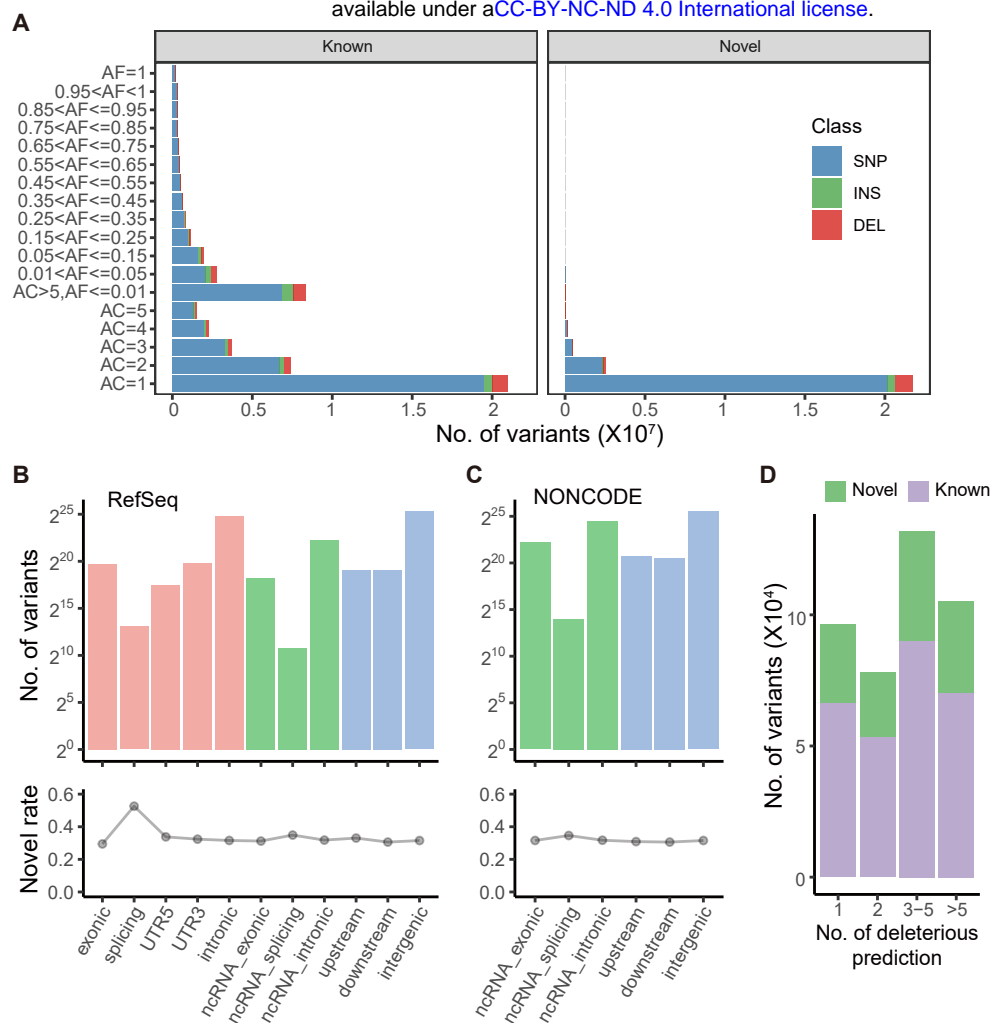 available under aCC-BY-NC-ND 4.0 International license.
A
Known
Novel
AF=1
0.95<AF<1
0.85<AF<=0.95
0.75<AF<=0.85
0.65<AF<=0.75
0.55<AF<=0.65
0.45<AF<=0.55
0.35<AF<=0.45
0.25<AF<=0.35
0.15<AF<=0.25
0.05<AF<=0.15
0.01<AF<=0.05
AC>5,AF<=0.01
AC=5
AC=4
AC=3
AC=2
AC=1
Class
SNP
INS
DEL
0 0.5 1 1.5 2
0 0.5 1 1.5 2
No. of variants (X10⁷)
B
RefSeq
No. of variants
2²⁵
2²⁰
2¹⁵
2¹⁰
2⁵
2⁰
Novel rate
0.6
0.4
0.2
0.0
exonic
splicing
UTR5
UTR3
intronic
ncRNA_exonic
ncRNA_splicing
ncRNA_intronic
upstream
downstream
intergenic
C
NONCODE
2²⁵
2²⁰
2¹⁵
2¹⁰
2⁵
2⁰
0.6
0.4
0.2
0.0
ncRNA_exonic
ncRNA_splicing
ncRNA_intronic
upstream
downstream
intergenic
D
Novel Known
No. of variants (X10⁴)
10
5
0
1 2 3−5 >5
No. of deleterious
prediction